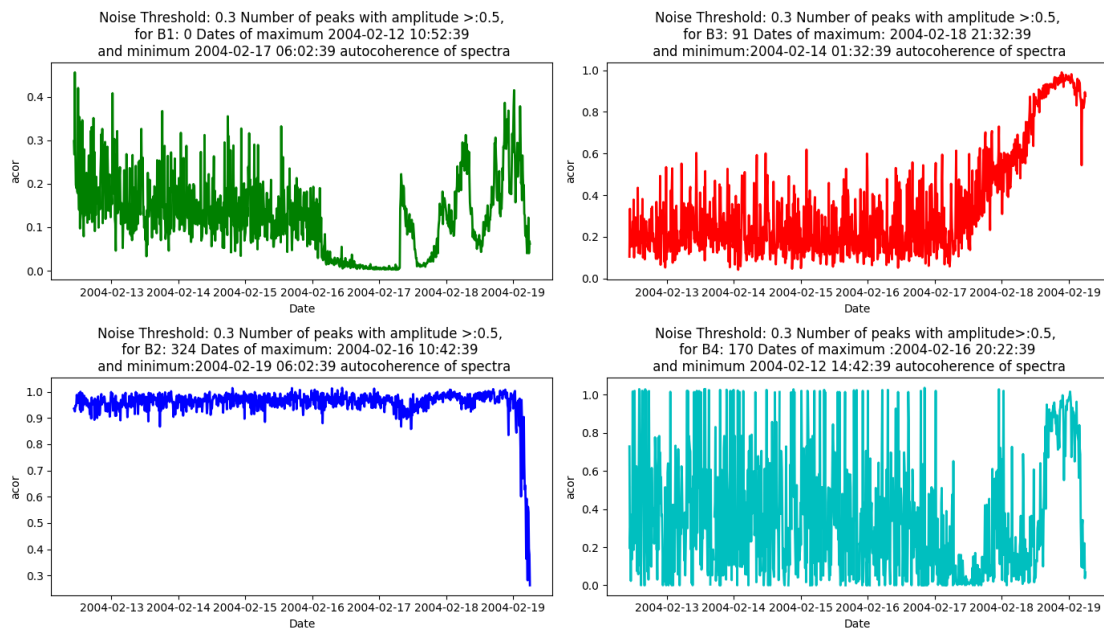 Noise Threshold: 0.3 Number of peaks with amplitude >:0.5,
for B1: 0 Dates of maximum 2004-02-12 10:52:39
and minimum 2004-02-17 06:02:39 autocoherence of spectra
acor
0.4
0.3
0.2
0.1
0.0
2004-02-13 2004-02-14 2004-02-15 2004-02-16 2004-02-17 2004-02-18 2004-02-19
Date
Noise Threshold: 0.3 Number of peaks with amplitude >:0.5,
for B3: 91 Dates of maximum: 2004-02-18 21:32:39
and minimum:2004-02-14 01:32:39 autocoherence of spectra
acor
1.0
0.8
0.6
0.4
0.2
0.0
2004-02-13 2004-02-14 2004-02-15 2004-02-16 2004-02-17 2004-02-18 2004-02-19
Date
Noise Threshold: 0.3 Number of peaks with amplitude >:0.5,
for B2: 324 Dates of maximum: 2004-02-16 10:42:39
and minimum:2004-02-19 06:02:39 autocoherence of spectra
acor
1.0
0.9
0.8
0.7
0.6
0.5
0.4
0.3
2004-02-13 2004-02-14 2004-02-15 2004-02-16 2004-02-17 2004-02-18 2004-02-19
Date
Noise Threshold: 0.3 Number of peaks with amplitude>:0.5,
for B4: 170 Dates of maximum :2004-02-16 20:22:39
and minimum 2004-02-12 14:42:39 autocoherence of spectra
acor
1.0
0.8
0.6
0.4
0.2
0.0
2004-02-13 2004-02-14 2004-02-15 2004-02-16 2004-02-17 2004-02-18 2004-02-19
Date